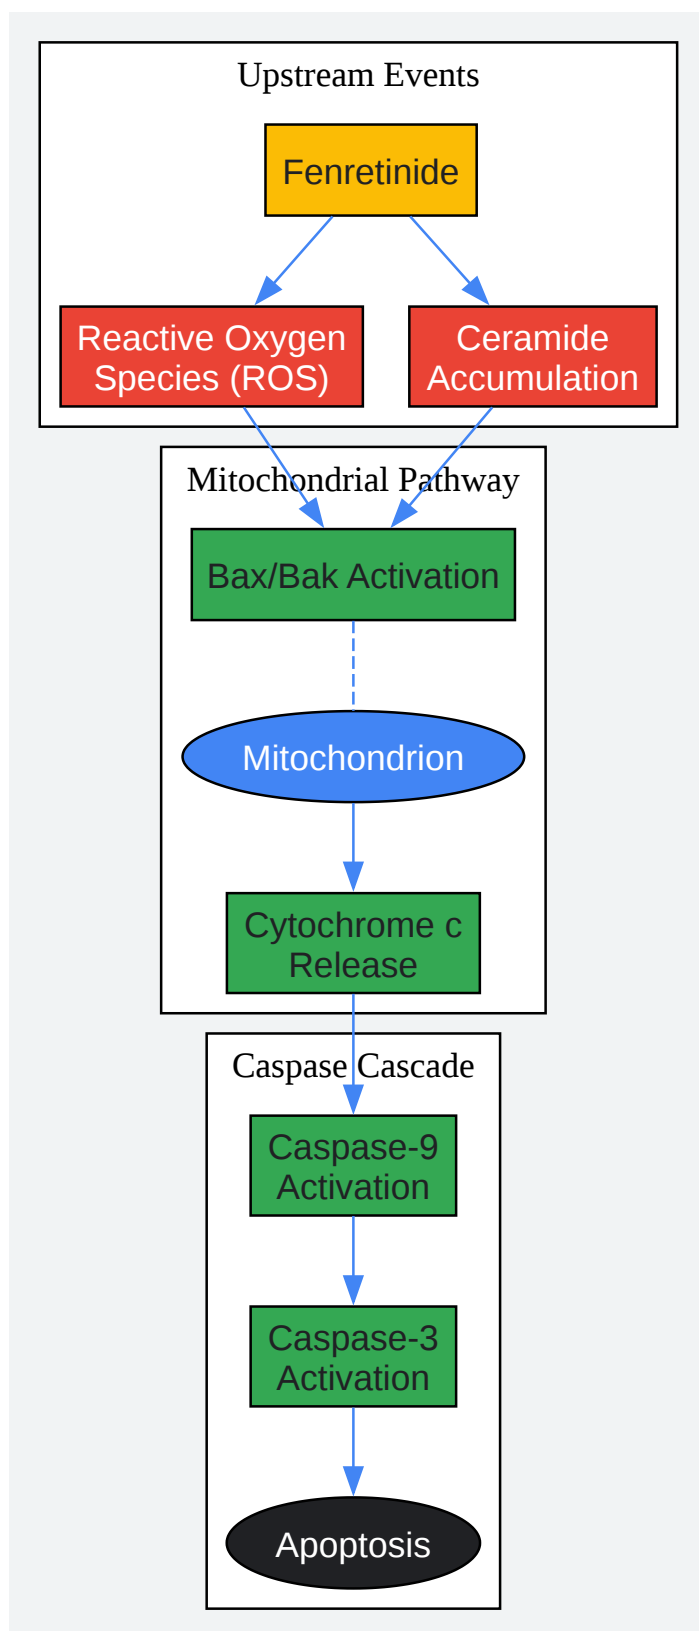 Upstream Events
Fenretinide
Reactive Oxygen
Species (ROS)
Ceramide
Accumulation
Mitochondrial Pathway
Bax/Bak Activation
Mitochondrion
Cytochrome c
Release
Caspase Cascade
Caspase-9
Activation
Caspase-3
Activation
Apoptosis